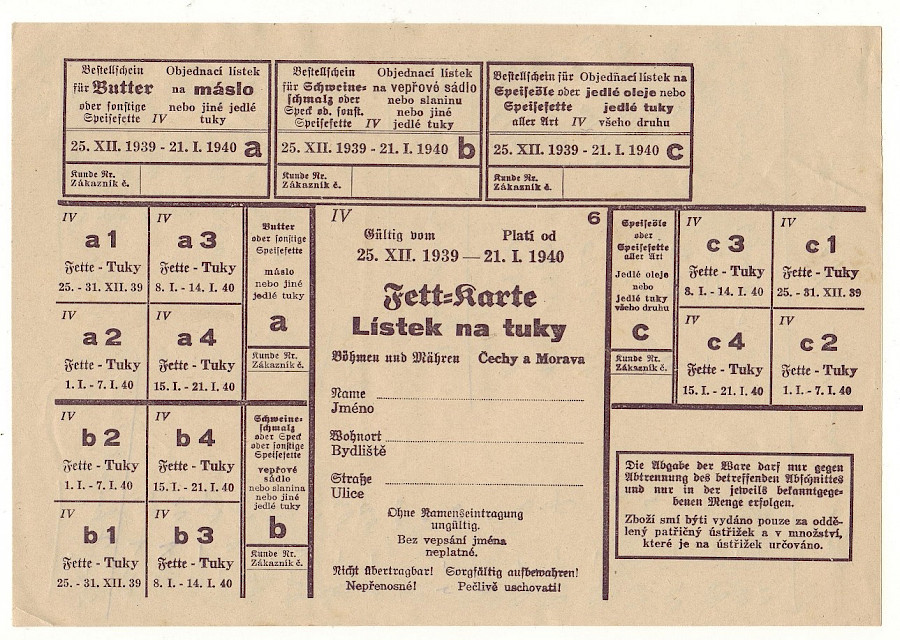 Bestellschein
für Butter
oder sonstige
Speisefette
Objednací lístek
na máslo
nebo jiné jedlé
IV tuky
25. XII. 1939 - 21. I. 1940 a
Kunde Nr.
Zákazník č.
Bestellschein
für Schweine-
schmalz oder
Speck od. sonst.
Speisefette
Objednací lístek
na vepřové sádlo
nebo slaninu
nebo jiné
IV jedlé tuky
25. XII. 1939 - 21. I. 1940 b
Kunde Nr.
Zákazník č.
Bestellschein für
Speiseöle oder
Speisefette
aller Art
Objednací lístek na
jedlé oleje nebo
jedlé tuky
IV všeho druhu
25. XII. 1939 - 21. I. 1940 c
Kunde Nr.
Zákazník č.
IV
a 1
Fette - Tuky
25. - 31. XII. 39
IV
a 3
Fette - Tuky
8. I. - 14. I. 40
IV
a 2
Fette - Tuky
1. I. - 7. I. 40
IV
a 4
Fette - Tuky
15. I. - 21. I. 40
Butter
oder sonstige
Speisefette
máslo
nebo jiné
jedlé tuky
a
Kunde Nr.
Zákazník č.
IV
b 2
Fette - Tuky
1. I. - 7. I. 40
IV
b 4
Fette - Tuky
15. I. - 21. I. 40
IV
b 1
Fette - Tuky
25. - 31. XII. 39
IV
b 3
Fette - Tuky
8. I. - 14. I. 40
Schweine-
schmalz
oder Speck
oder sonstige
Speisefette
vepřové
sádlo
nebo slanina
nebo jiné
jedlé tuky
b
Kunde Nr.
Zákazník č.
IV 6
Gültig vom Platí od
25. XII. 1939 — 21. I. 1940
Fett=Karte
Lístek na tuky
Böhmen und Mähren Čechy a Morava
Name
Jméno
Wohnort
Bydliště
Straße
Ulice
Ohne Namenseintragung
ungültig.
Bez vepsání jména
neplatné.
Nicht übertragbar! Sorgfältig aufbewahren!
Nepřenosné! Pečlivě uschovati!
Speiseöle
oder
Speisefette
aller Art
Jedlé oleje
nebo
jedlé tuky
všeho druhu
c
Kunde Nr.
Zákazník č.
IV
c 3
Fette - Tuky
8. I. - 14. I. 40
IV
c 1
Fette - Tuky
25. - 31. XII. 39
IV
c 4
Fette - Tuky
15. I. - 21. I. 40
IV
c 2
Fette - Tuky
1. I. - 7. I. 40
Die Abgabe der Ware darf nur gegen
Abtrennung des betreffenden Abschnittes
und nur in der jeweils bekanntgege-
benen Menge erfolgen.
Zboží smí býti vydáno pouze za oddě-
lený patřičný ústřižek a v množství,
které je na ústřižek určováno.